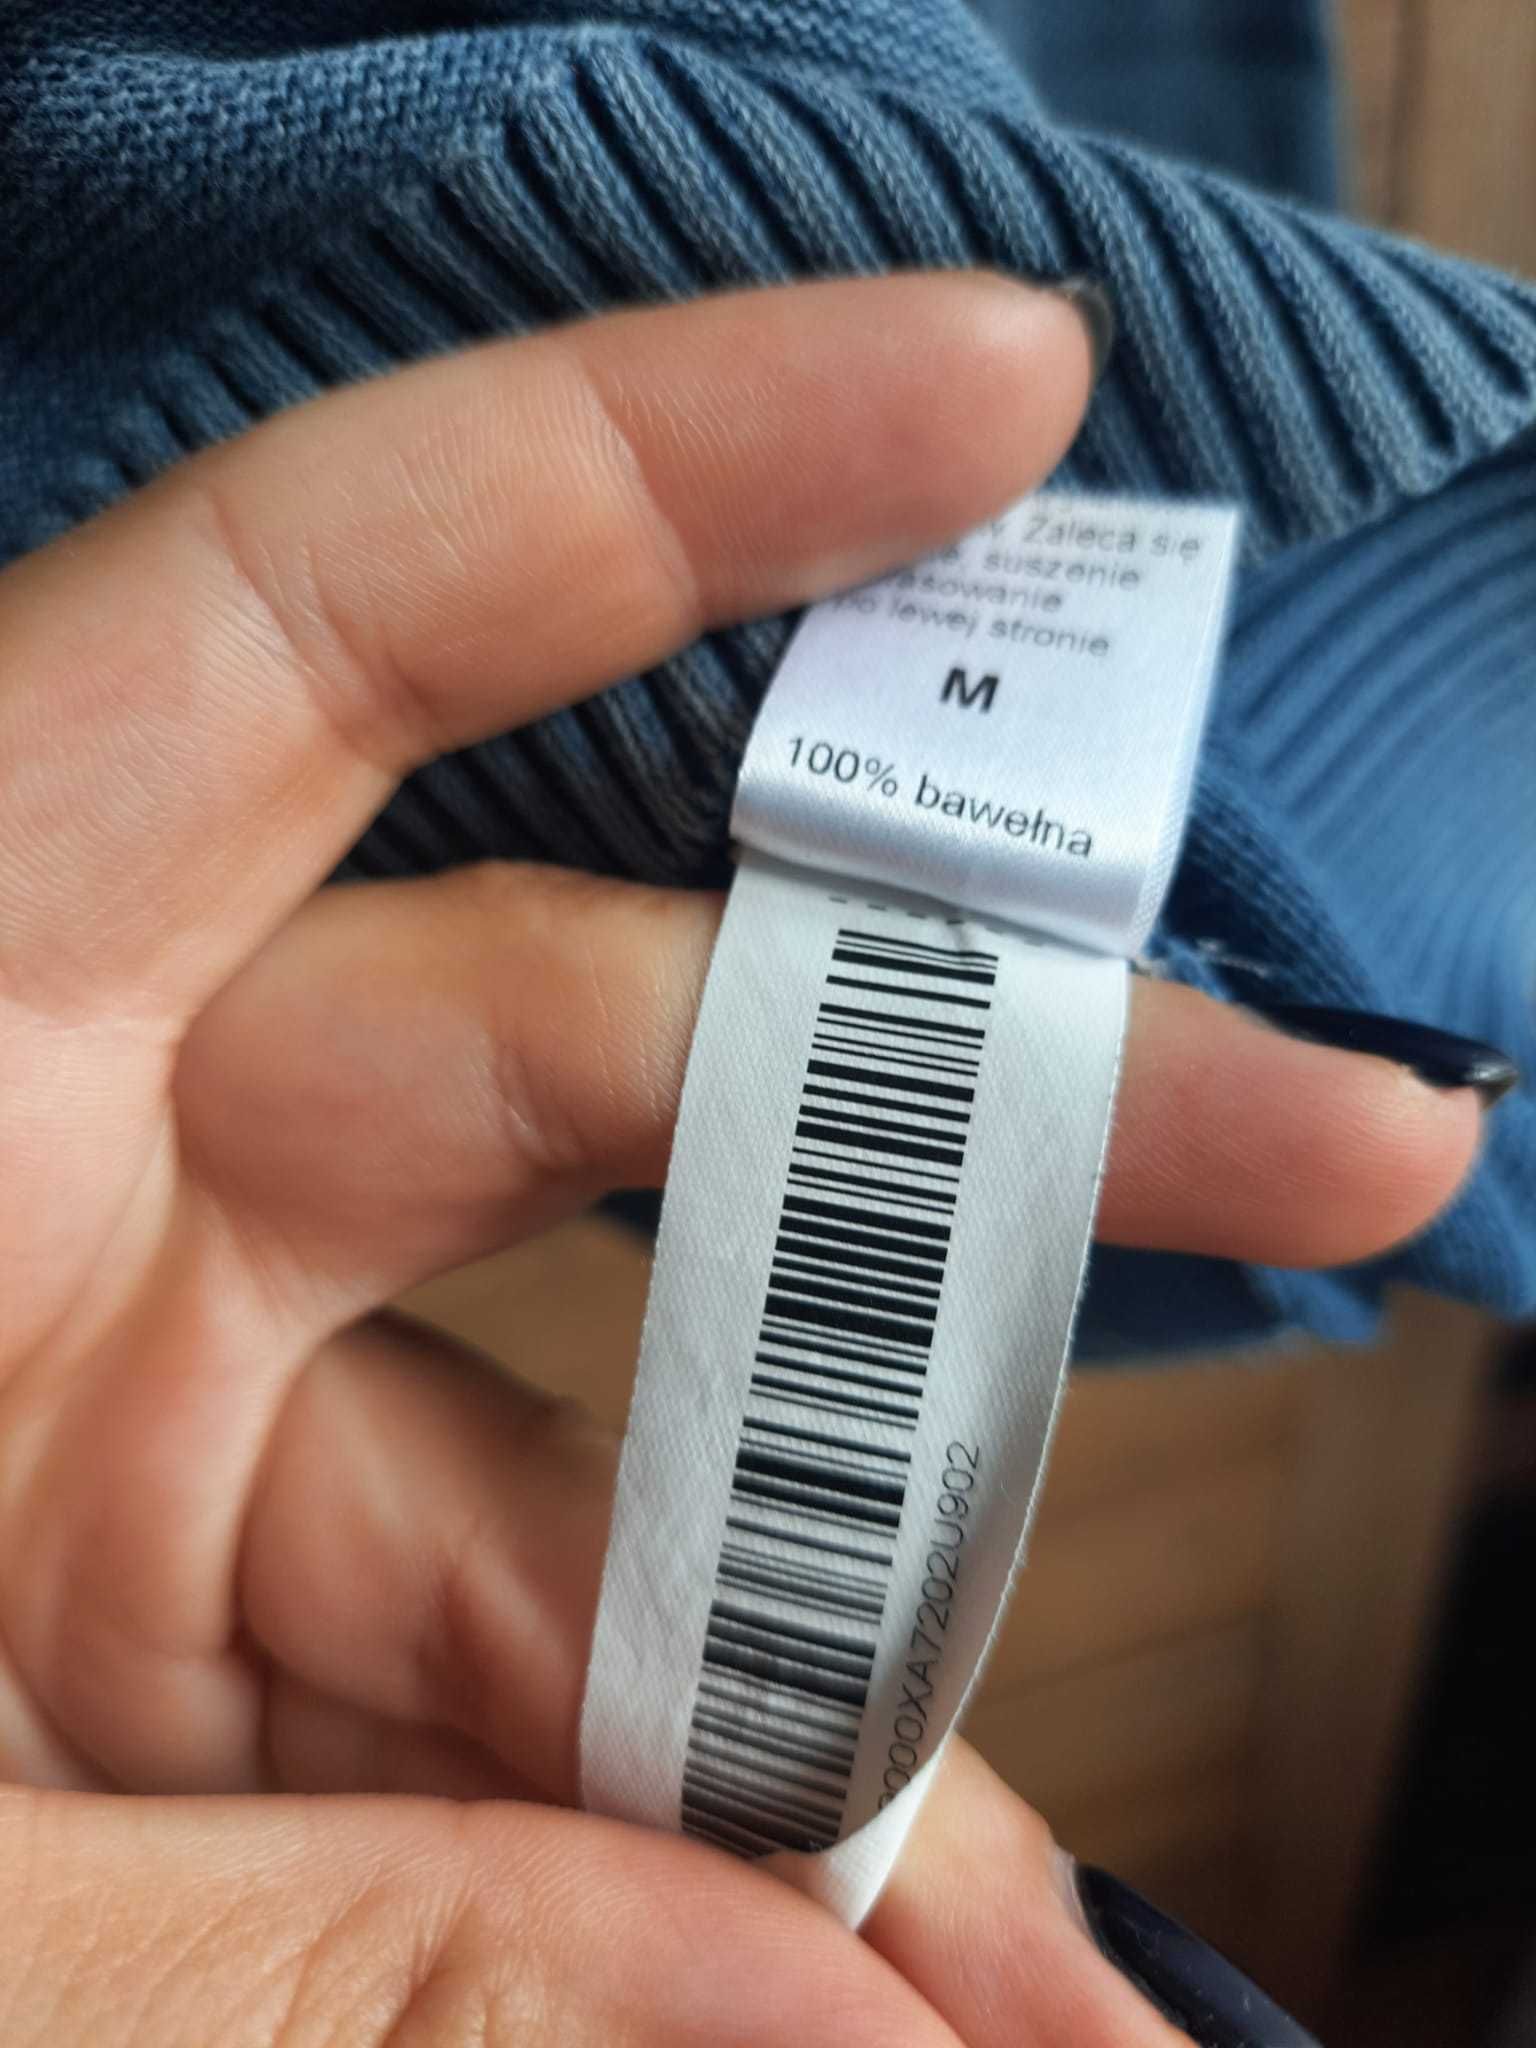 Zaleca się
suszenie
lewej stronie
M
100% bawełna
000XA7202U902